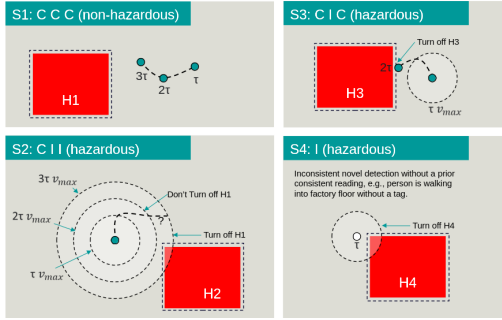 S1: C C C (non-hazardous)
3τ
2τ
τ
H1
S3: C I C (hazardous)
Turn off H3
2τ
H3
τ v_max
S2: C I I (hazardous)
3τ v_max
Don't Turn off H1
2τ v_max
?
Turn off H1
τ v_max
H2
S4: I (hazardous)
Inconsistent novel detection without a prior
consistent reading, e.g., person is walking
into factory floor without a tag.
Turn off H4
τ
H4